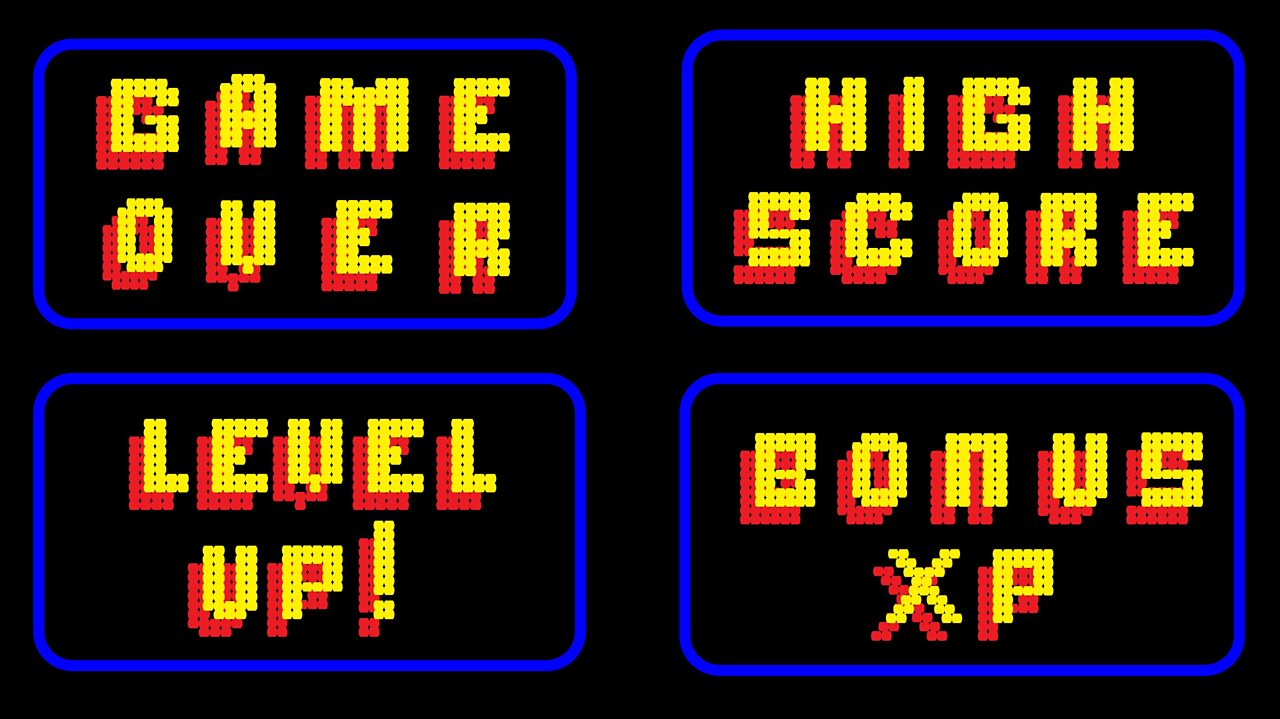 GAME
OVER
HIGH
SCORE
LEVEL
UP!
BONUS
XP